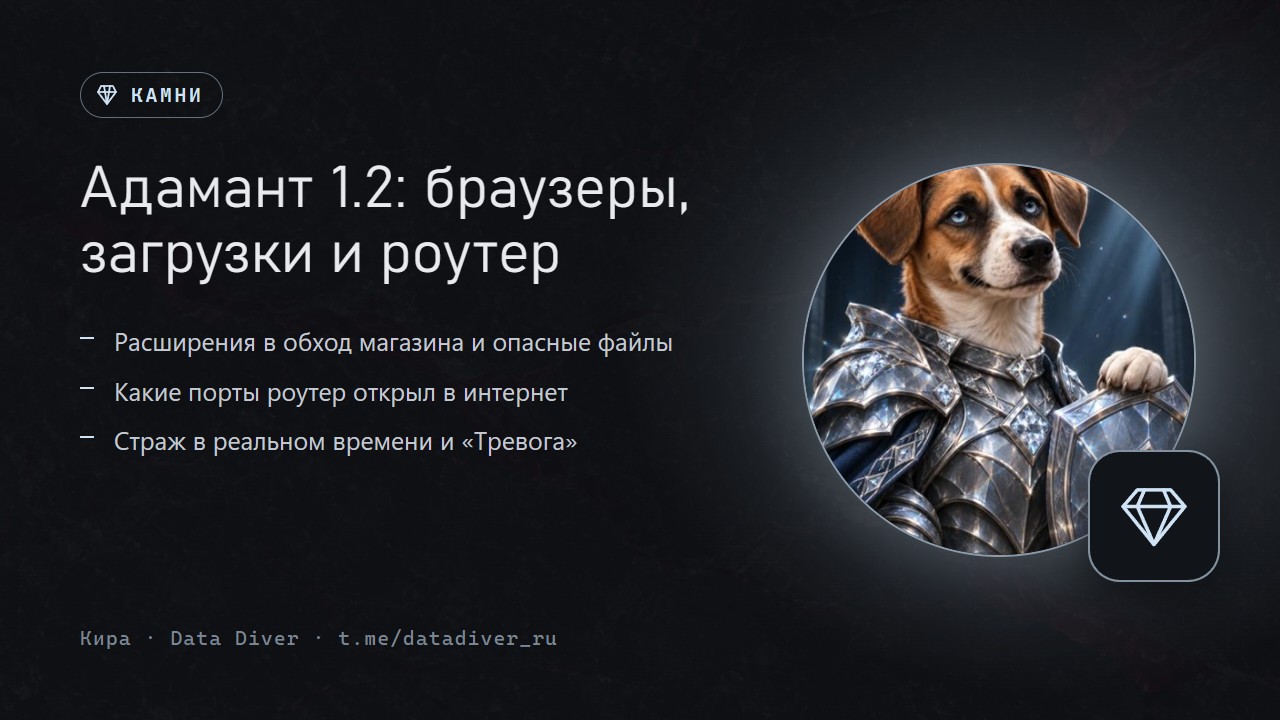 КАМНИ
Адамант 1.2: браузеры,
загрузки и роутер
Расширения в обход магазина и опасные файлы
Какие порты роутер открыл в интернет
Страж в реальном времени и «Тревога»
Кира · Data Diver · t.me/datadiver_ru